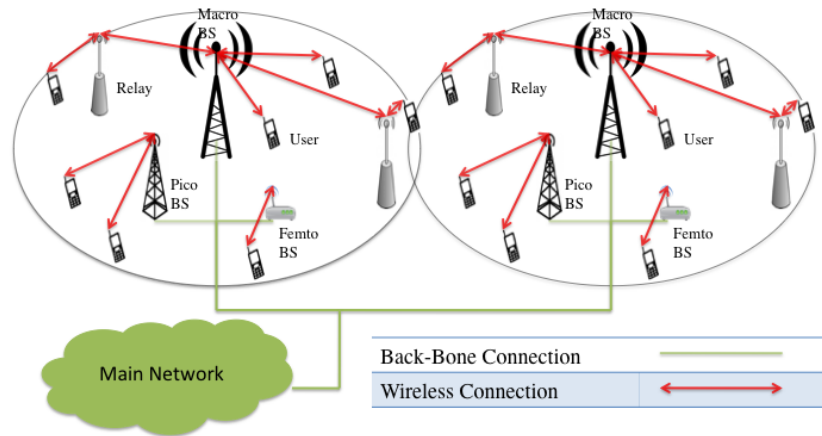 Macro
BS
Relay
User
Pico
BS
Femto
BS
Macro
BS
Relay
User
Pico
BS
Femto
BS
Main Network
Back-Bone Connection
Wireless Connection